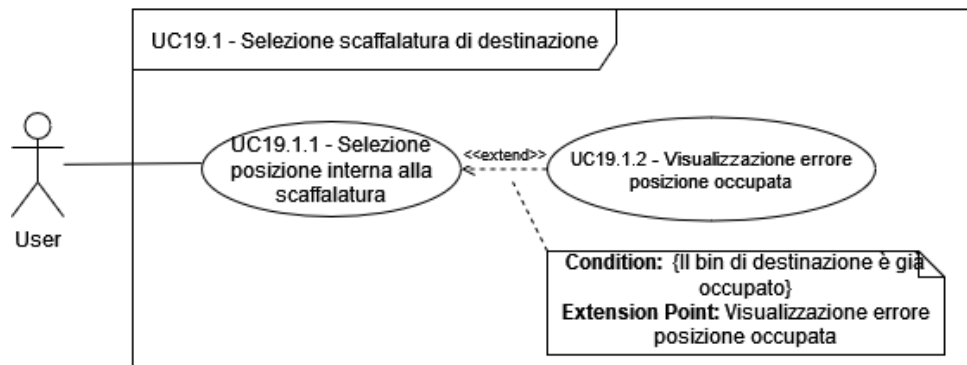 UC19.1 - Selezione scaffalatura di destinazione
UC19.1.1 - Selezione
posizione interna alla
scaffalatura
<<extend>>
UC19.1.2 - Visualizzazione errore
posizione occupata
User
Condition: {Il bin di destinazione è già
occupato}
Extension Point: Visualizzazione errore
posizione occupata